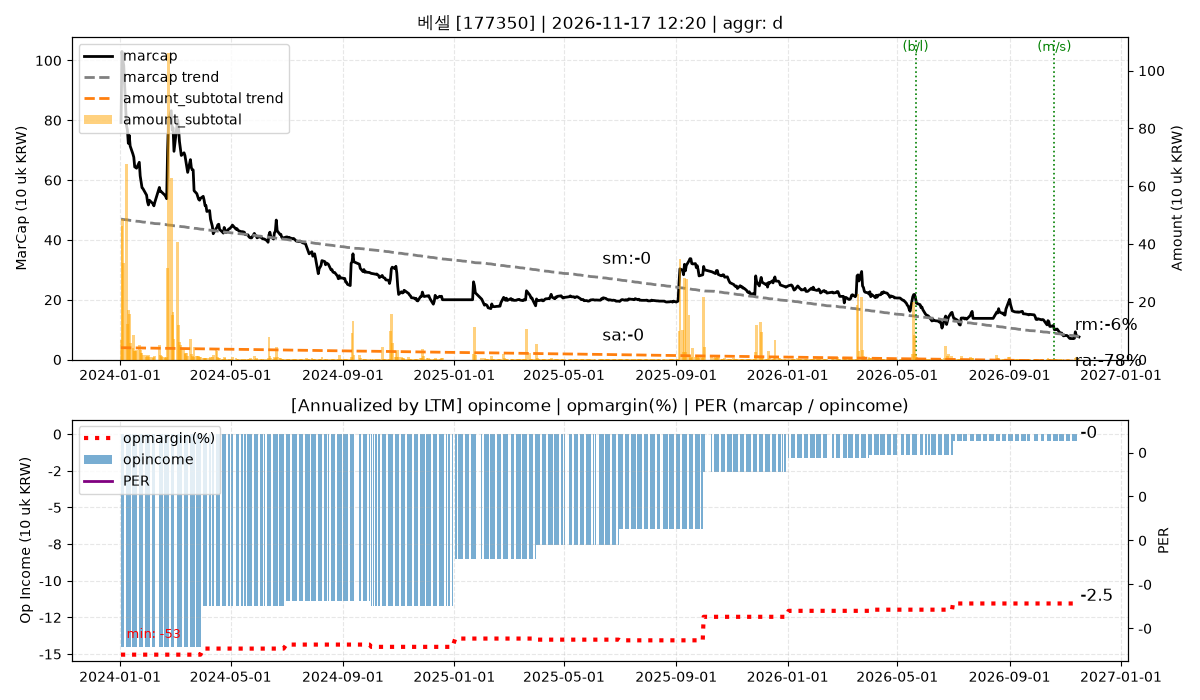 베셀 [177350] | 2026-11-17 12:20 | aggr: d
marcap
marcap trend
amount_subtotal trend
amount_subtotal
(b/l)
(m/s)
100
80
60
40
20
0
MarCap (10 uk KRW)
100
80
60
40
20
0
Amount (10 uk KRW)
sm:-0
sa:-0
rm:-6%
ra:-78%
2024-01-01
2024-05-01
2024-09-01
2025-01-01
2025-05-01
2025-09-01
2026-01-01
2026-05-01
2026-09-01
2027-01-01
[Annualized by LTM] opincome | opmargin(%) | PER (marcap / opincome)
opmargin(%)
opincome
PER
0
-2
-5
-8
-10
-12
-15
Op Income (10 uk KRW)
0
0
0
-0
-0
PER
-0
-2.5
min: -53
2024-01-01
2024-05-01
2024-09-01
2025-01-01
2025-05-01
2025-09-01
2026-01-01
2026-05-01
2026-09-01
2027-01-01